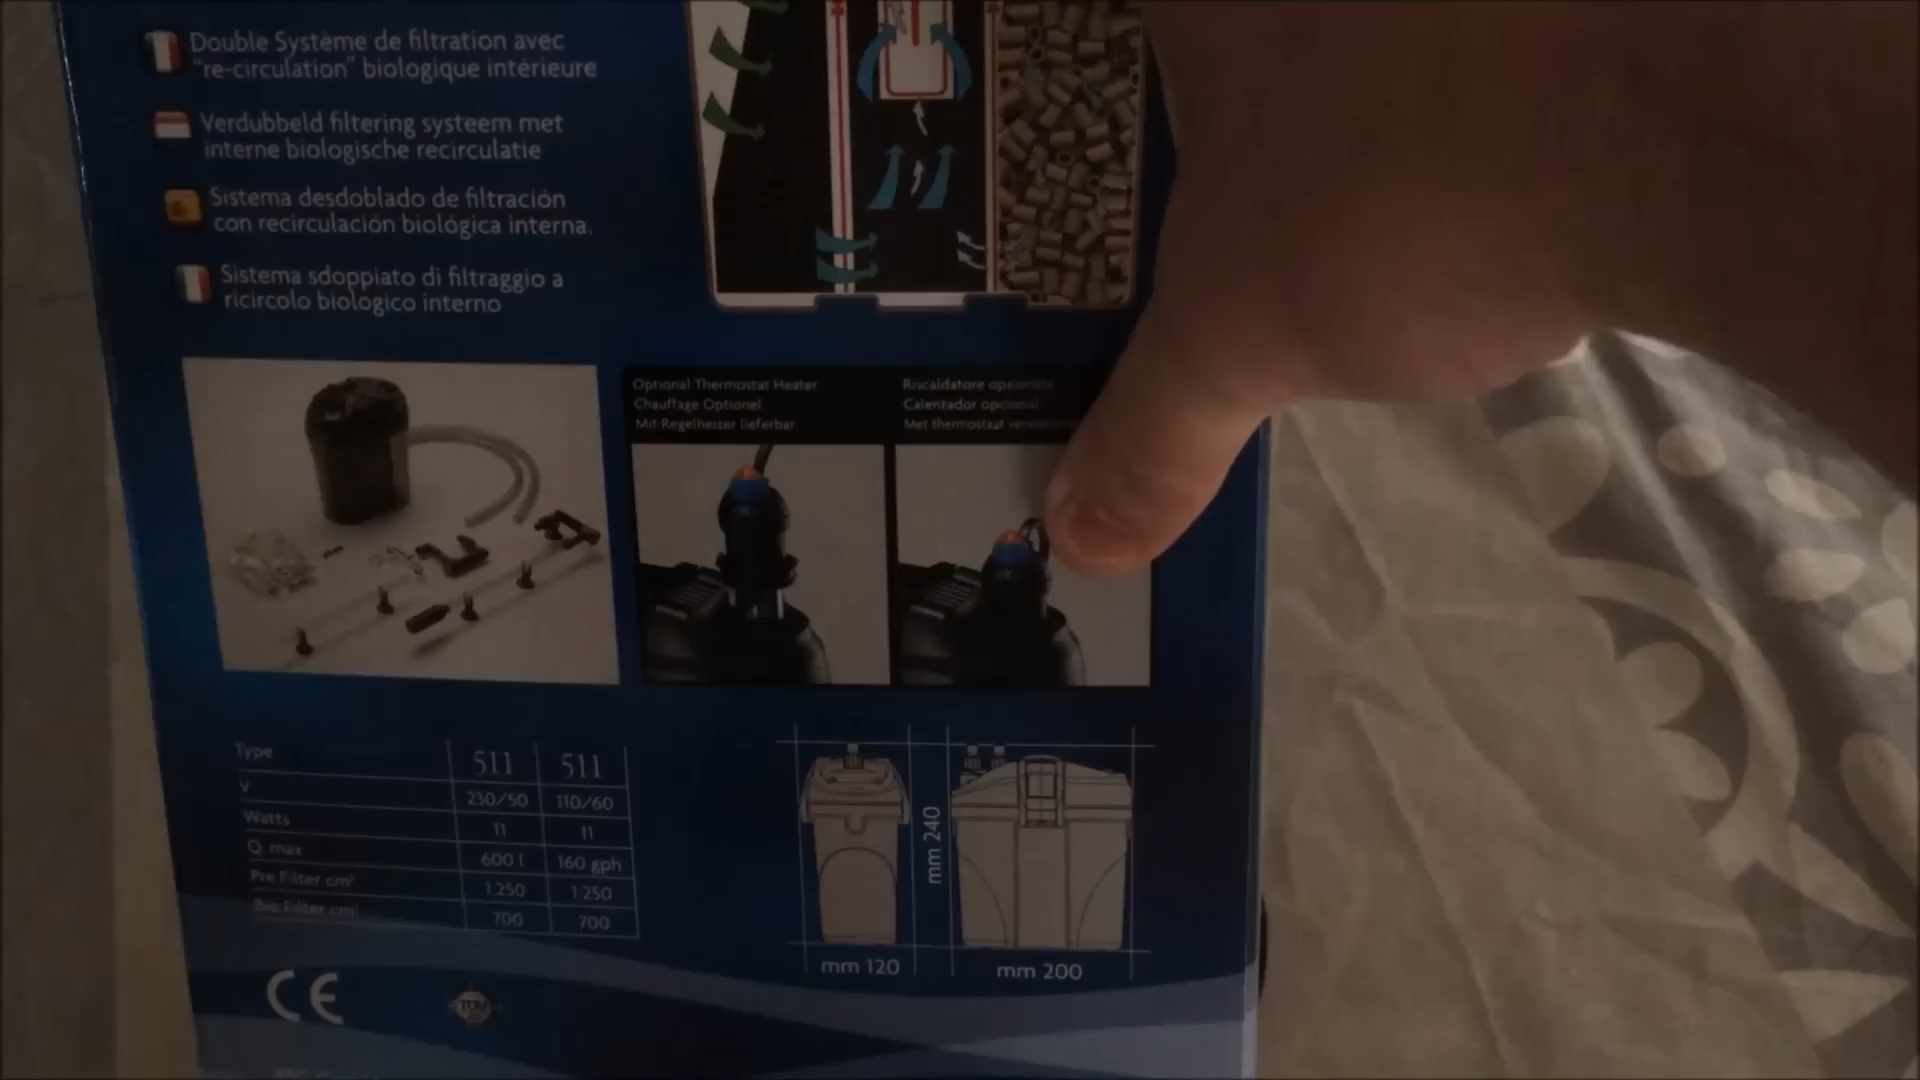 Double Système de filtration avec
"re-circulation" biologique intérieure
Verdubbeld filtering systeem met
interne biologische recirculatie
Sistema desdoblado de filtración
con recirculación biológica interna.
Sistema sdoppiato di filtraggio a
ricircolo biologico interno
Optional Thermostat Heater
Chauffage Optionel
Mit Regelheizer lieferbar
Riscaldatore opzionale
Calentador opcional
Met thermostaat
Type 511 511
V 230/50 110/60
Watts 11 11
Q max 600 l 160 gph
Pre Filter cm³ 1.250 1.250
Bio Filter cm³ 700 700
mm 240
mm 120
mm 200
CE
TÜV